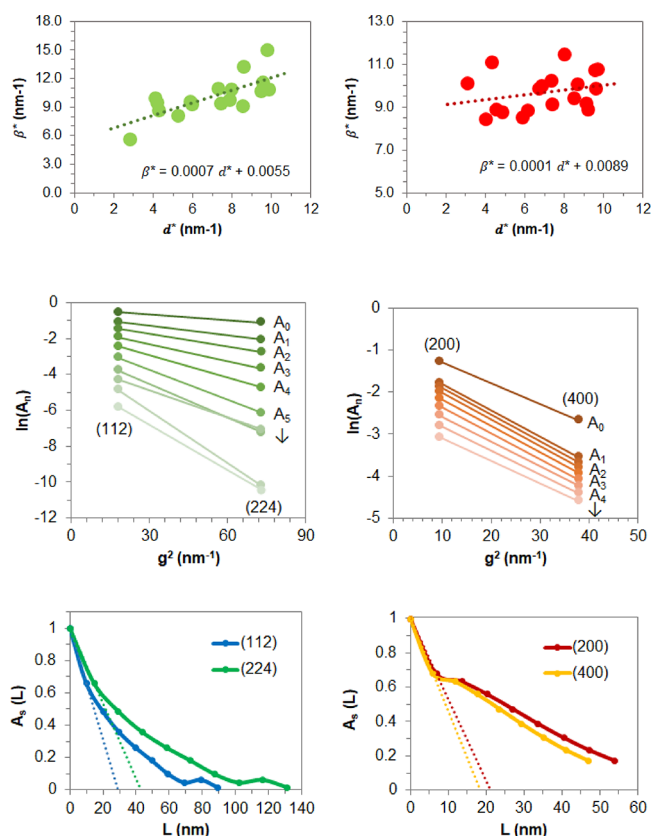 18.0
15.0
12.0
9.0
6.0
3.0
0.0
β* (nm-1)
β* = 0.0007 d* + 0.0055
0 2 4 6 8 10 12
d* (nm-1)
13.0
11.0
9.0
7.0
5.0
β* (nm-1)
β* = 0.0001 d* + 0.0089
0 2 4 6 8 10 12
d* (nm-1)
0
-2
-4
-6
-8
-10
-12
ln(Aₙ)
A₀
A₁
A₂
A₃
A₄
A₅
↓
(112)
(224)
0 30 60 90
g² (nm⁻¹)
0
-1
-2
-3
-4
-5
ln(Aₙ)
(200)
(400)
A₀
A₁
A₂
A₃
A₄
↓
0 10 20 30 40 50
g² (nm⁻¹)
1
0.8
0.6
0.4
0.2
0
Aₛ (L)
(112)
(224)
0 20 40 60 80 100 120 140
L (nm)
1
0.8
0.6
0.4
0.2
0
Aₛ (L)
(200)
(400)
0 10 20 30 40 50 60
L (nm)